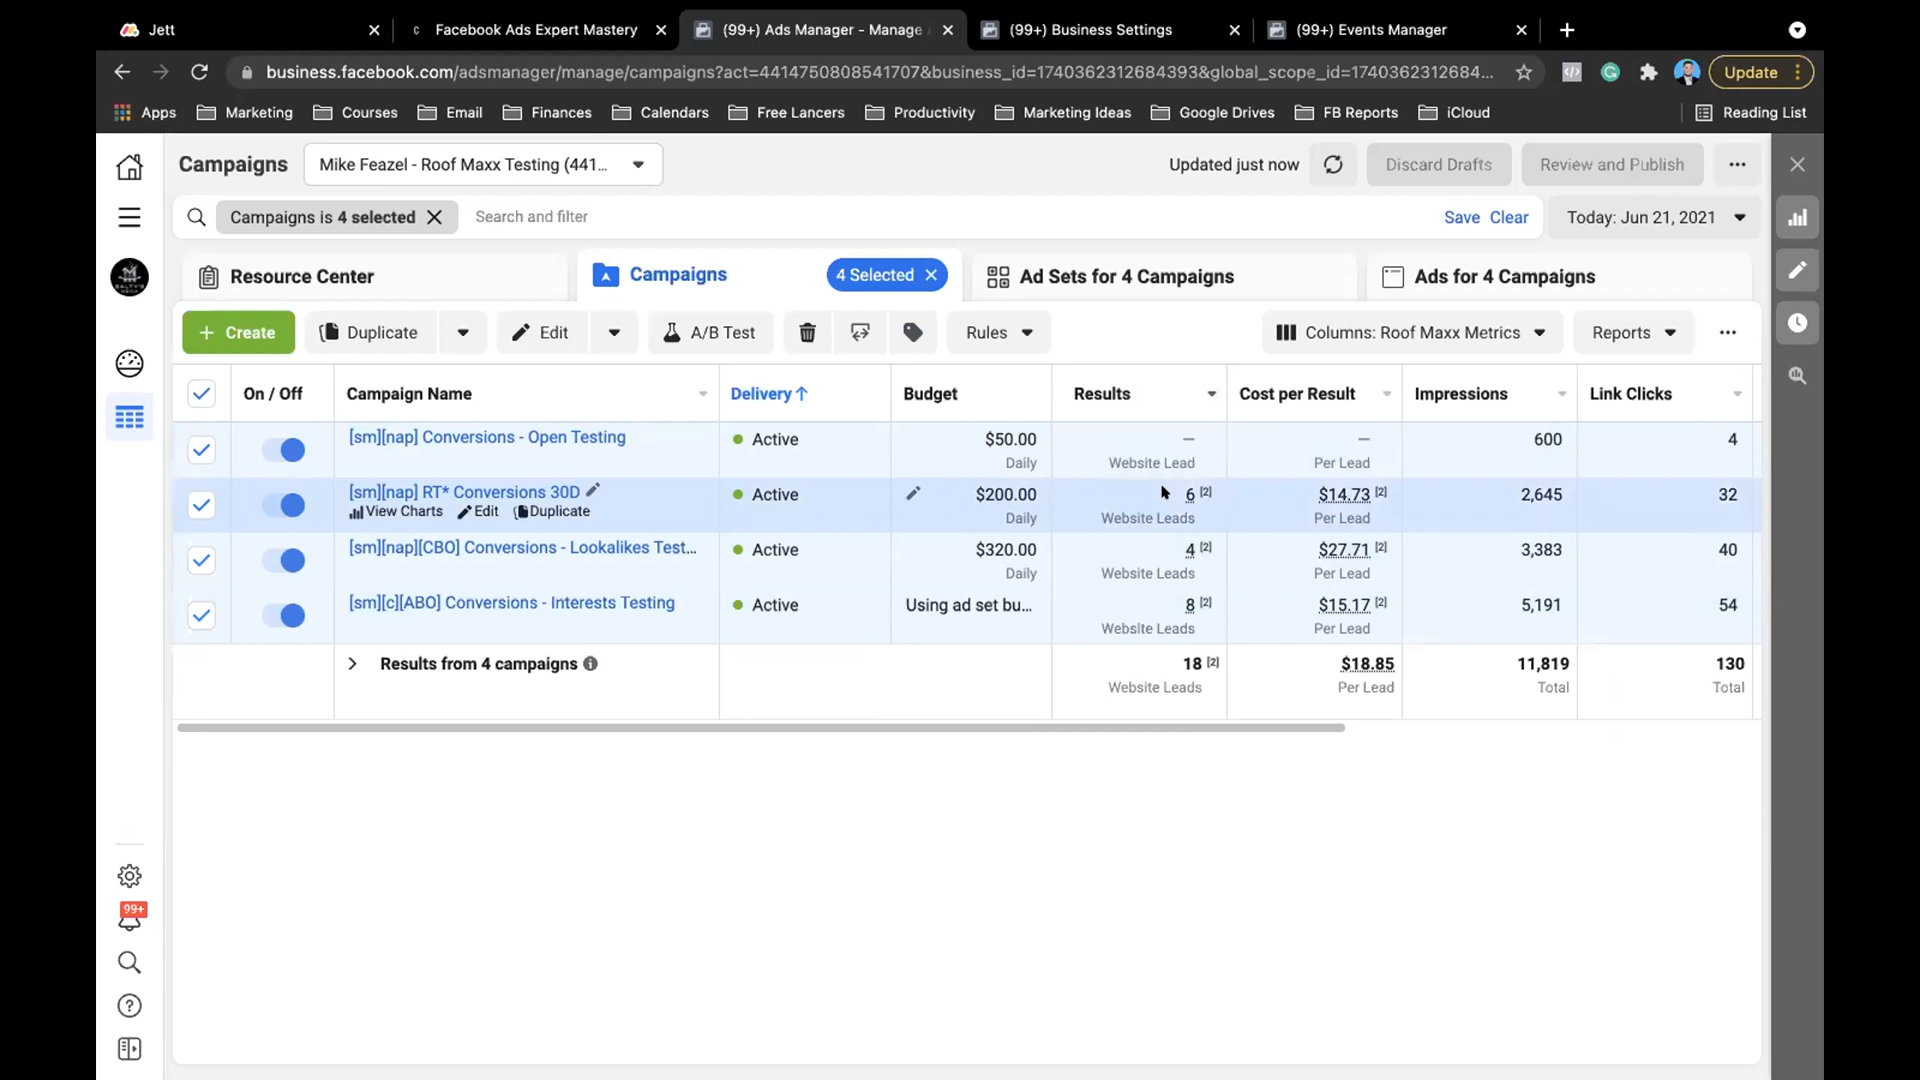 Jett
Facebook Ads Expert Mastery
(99+) Ads Manager - Manage
(99+) Business Settings
(99+) Events Manager
business.facebook.com/adsmanager/manage/campaigns?act=4414750808541707&business_id=1740362312684393&global_scope_id=1740362312684...
Update
Apps
Marketing
Courses
Email
Finances
Calendars
Free Lancers
Productivity
Marketing Ideas
Google Drives
FB Reports
iCloud
Reading List
Campaigns
Mike Feazel - Roof Maxx Testing (441...
Updated just now
Discard Drafts
Review and Publish
Campaigns is 4 selected
Search and filter
Save Clear
Today: Jun 21, 2021
Resource Center
Campaigns
4 Selected
Ad Sets for 4 Campaigns
Ads for 4 Campaigns
+ Create
Duplicate
Edit
A/B Test
Rules
Columns: Roof Maxx Metrics
Reports
On / Off
Campaign Name
Delivery↑
Budget
Results
Cost per Result
Impressions
Link Clicks
[sm][nap] Conversions - Open Testing
Active
$50.00
Daily
—
Website Lead
—
Per Lead
600
4
[sm][nap] RT* Conversions 30D
View Charts Edit Duplicate
Active
$200.00
Daily
6 [2]
Website Leads
$14.73 [2]
Per Lead
2,645
32
[sm][nap][CBO] Conversions - Lookalikes Test...
Active
$320.00
Daily
4 [2]
Website Leads
$27.71 [2]
Per Lead
3,383
40
[sm][c][ABO] Conversions - Interests Testing
Active
Using ad set bu...
8 [2]
Website Leads
$15.17 [2]
Per Lead
5,191
54
Results from 4 campaigns
18 [2]
Website Leads
$18.85
Per Lead
11,819
Total
130
Total
99+